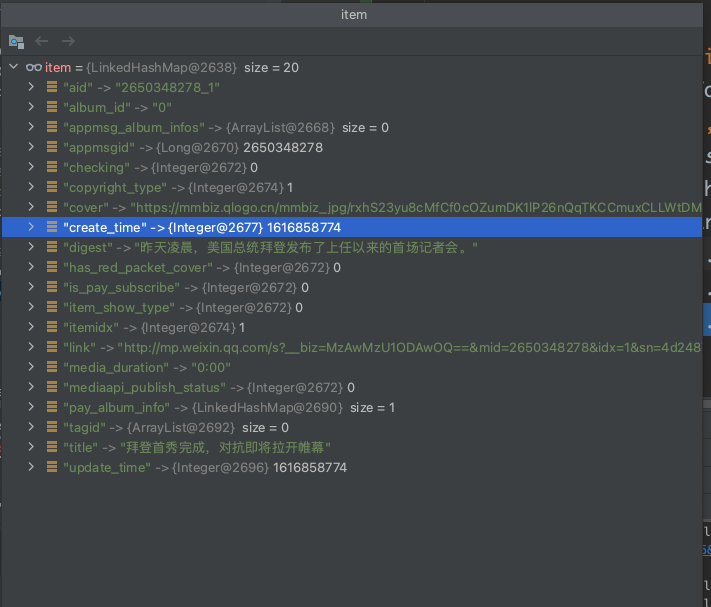 item
item = {LinkedHashMap@2638} size = 20
"aid" -> "2650348278_1"
"album_id" -> "0"
"appmsg_album_infos" -> {ArrayList@2668} size = 0
"appmsgid" -> {Long@2670} 2650348278
"checking" -> {Integer@2672} 0
"copyright_type" -> {Integer@2674} 1
"cover" -> "https://mmbiz.qlogo.cn/mmbiz_jpg/rxhS23yu8cMfCf0cOZumDK1lP26nQqTKCCmuxCLLWtDM
"create_time" -> {Integer@2677} 1616858774
"digest" -> "昨天凌晨，美国总统拜登发布了上任以来的首场记者会。"
"has_red_packet_cover" -> {Integer@2672} 0
"is_pay_subscribe" -> {Integer@2672} 0
"item_show_type" -> {Integer@2672} 0
"itemidx" -> {Integer@2674} 1
"link" -> "http://mp.weixin.qq.com/s?__biz=MzAwMzU1ODAwOQ==&mid=2650348278&idx=1&sn=4d248
"media_duration" -> "0:00"
"mediaapi_publish_status" -> {Integer@2672} 0
"pay_album_info" -> {LinkedHashMap@2690} size = 1
"tagid" -> {ArrayList@2692} size = 0
"title" -> "拜登首秀完成，对抗即将拉开帷幕"
"update_time" -> {Integer@2696} 1616858774